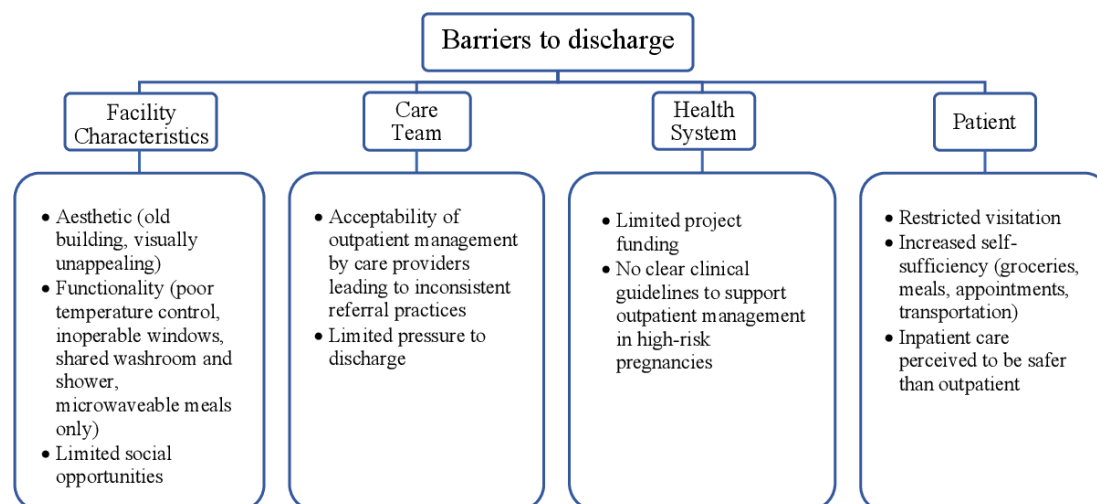 Barriers to discharge
Facility
Characteristics
Care
Team
Health
System
Patient
• Aesthetic (old
building, visually
unappealing)
• Functionality (poor
temperature control,
inoperable windows,
shared washroom and
shower,
microwaveable meals
only)
• Limited social
opportunities
• Acceptability of
outpatient management
by care providers
leading to inconsistent
referral practices
• Limited pressure to
discharge
• Limited project
funding
• No clear clinical
guidelines to support
outpatient management
in high-risk
pregnancies
• Restricted visitation
• Increased self-
sufficiency (groceries,
meals, appointments,
transportation)
• Inpatient care
perceived to be safer
than outpatient